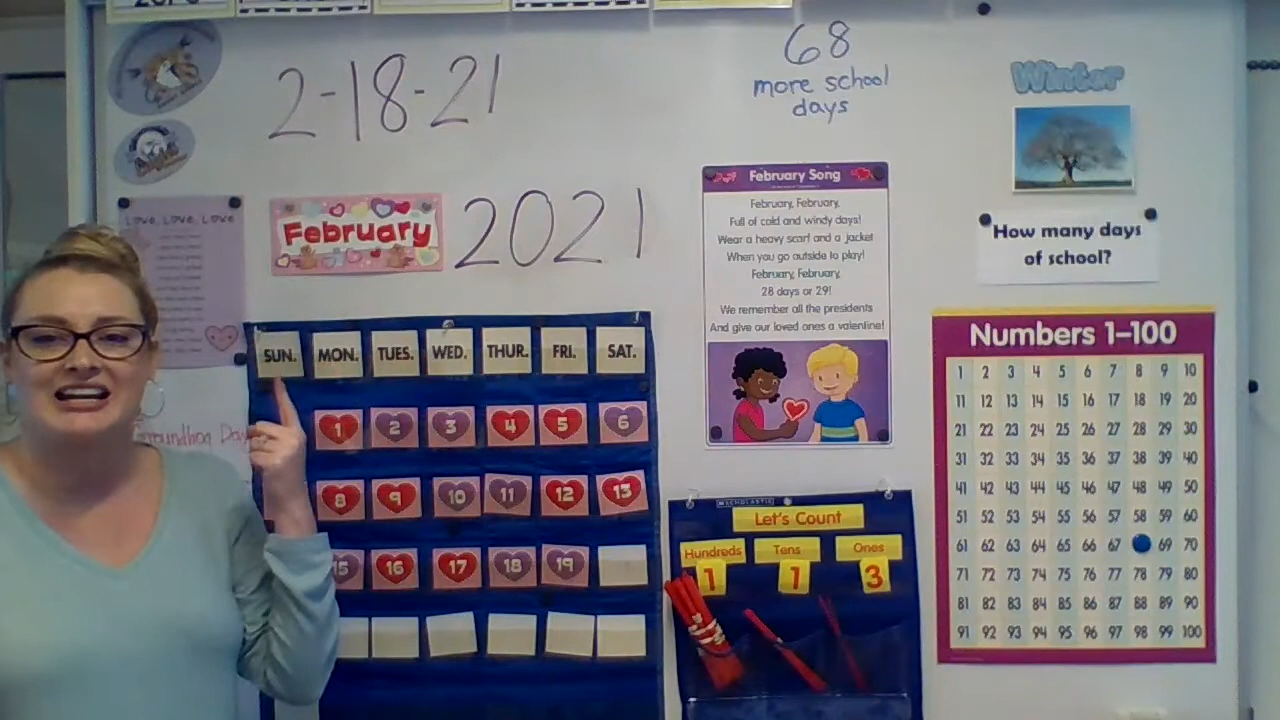 2-18-21
68
more school
days
Winter
February 2021
LOVE, LOVE, LOVE
February Song
February, February,
Full of cold and windy days!
Wear a heavy scarf and a jacket
When you go outside to play!
February, February,
28 days or 29!
We remember all the presidents
And give our loved ones a valentine!
How many days
of school?
SUN. MON. TUES. WED. THUR. FRI. SAT.
1 2 3 4 5 6
8 9 10 11 12 13
15 16 17 18 19
Groundhog Day
SCHOLASTIC
Let's Count
Hundreds Tens Ones
1 1 3
Numbers 1-100
1 2 3 4 5 6 7 8 9 10
11 12 13 14 15 16 17 18 19 20
21 22 23 24 25 26 27 28 29 30
31 32 33 34 35 36 37 38 39 40
41 42 43 44 45 46 47 48 49 50
51 52 53 54 55 56 57 58 59 60
61 62 63 64 65 66 67 69 70
71 72 73 74 75 76 77 78 79 80
81 82 83 84 85 86 87 88 89 90
91 92 93 94 95 96 97 98 99 100